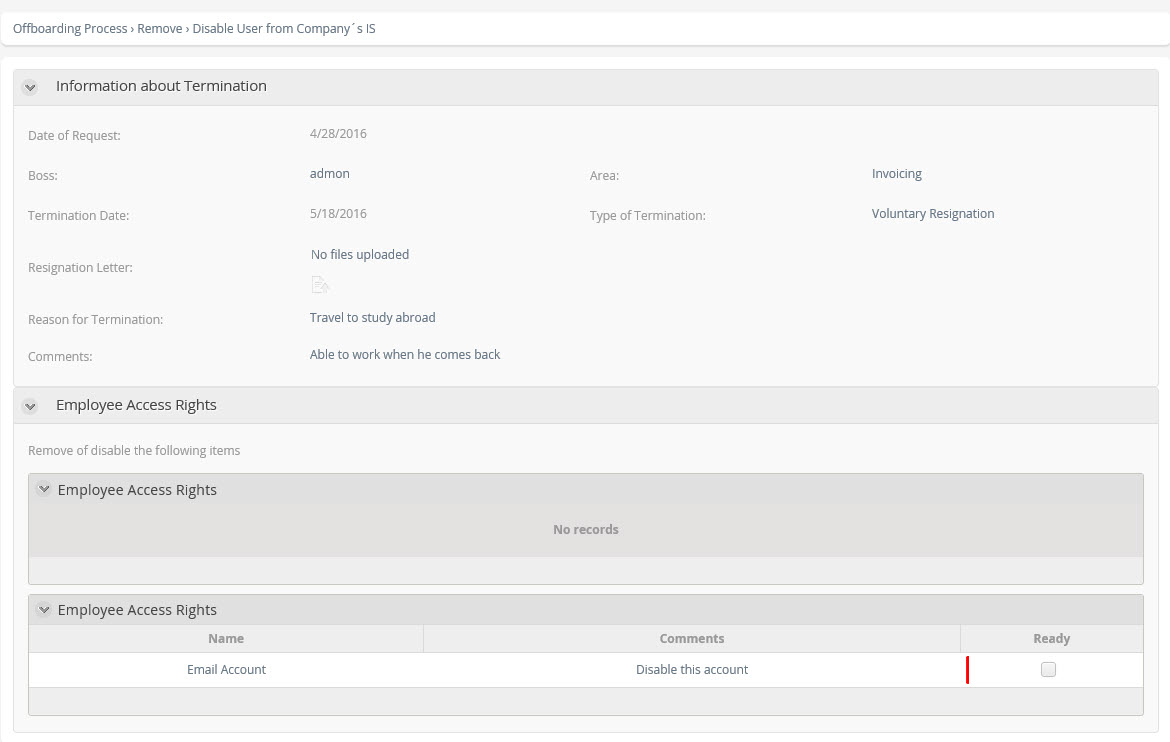 Offboarding Process › Remove › Disable User from Company´s IS
Information about Termination
Date of Request: 4/28/2016
Boss: admon Area: Invoicing
Termination Date: 5/18/2016 Type of Termination: Voluntary Resignation
Resignation Letter: No files uploaded
Reason for Termination: Travel to study abroad
Comments: Able to work when he comes back
Employee Access Rights
Remove of disable the following items
Employee Access Rights
No records
Employee Access Rights
Name Comments Ready
Email Account Disable this account